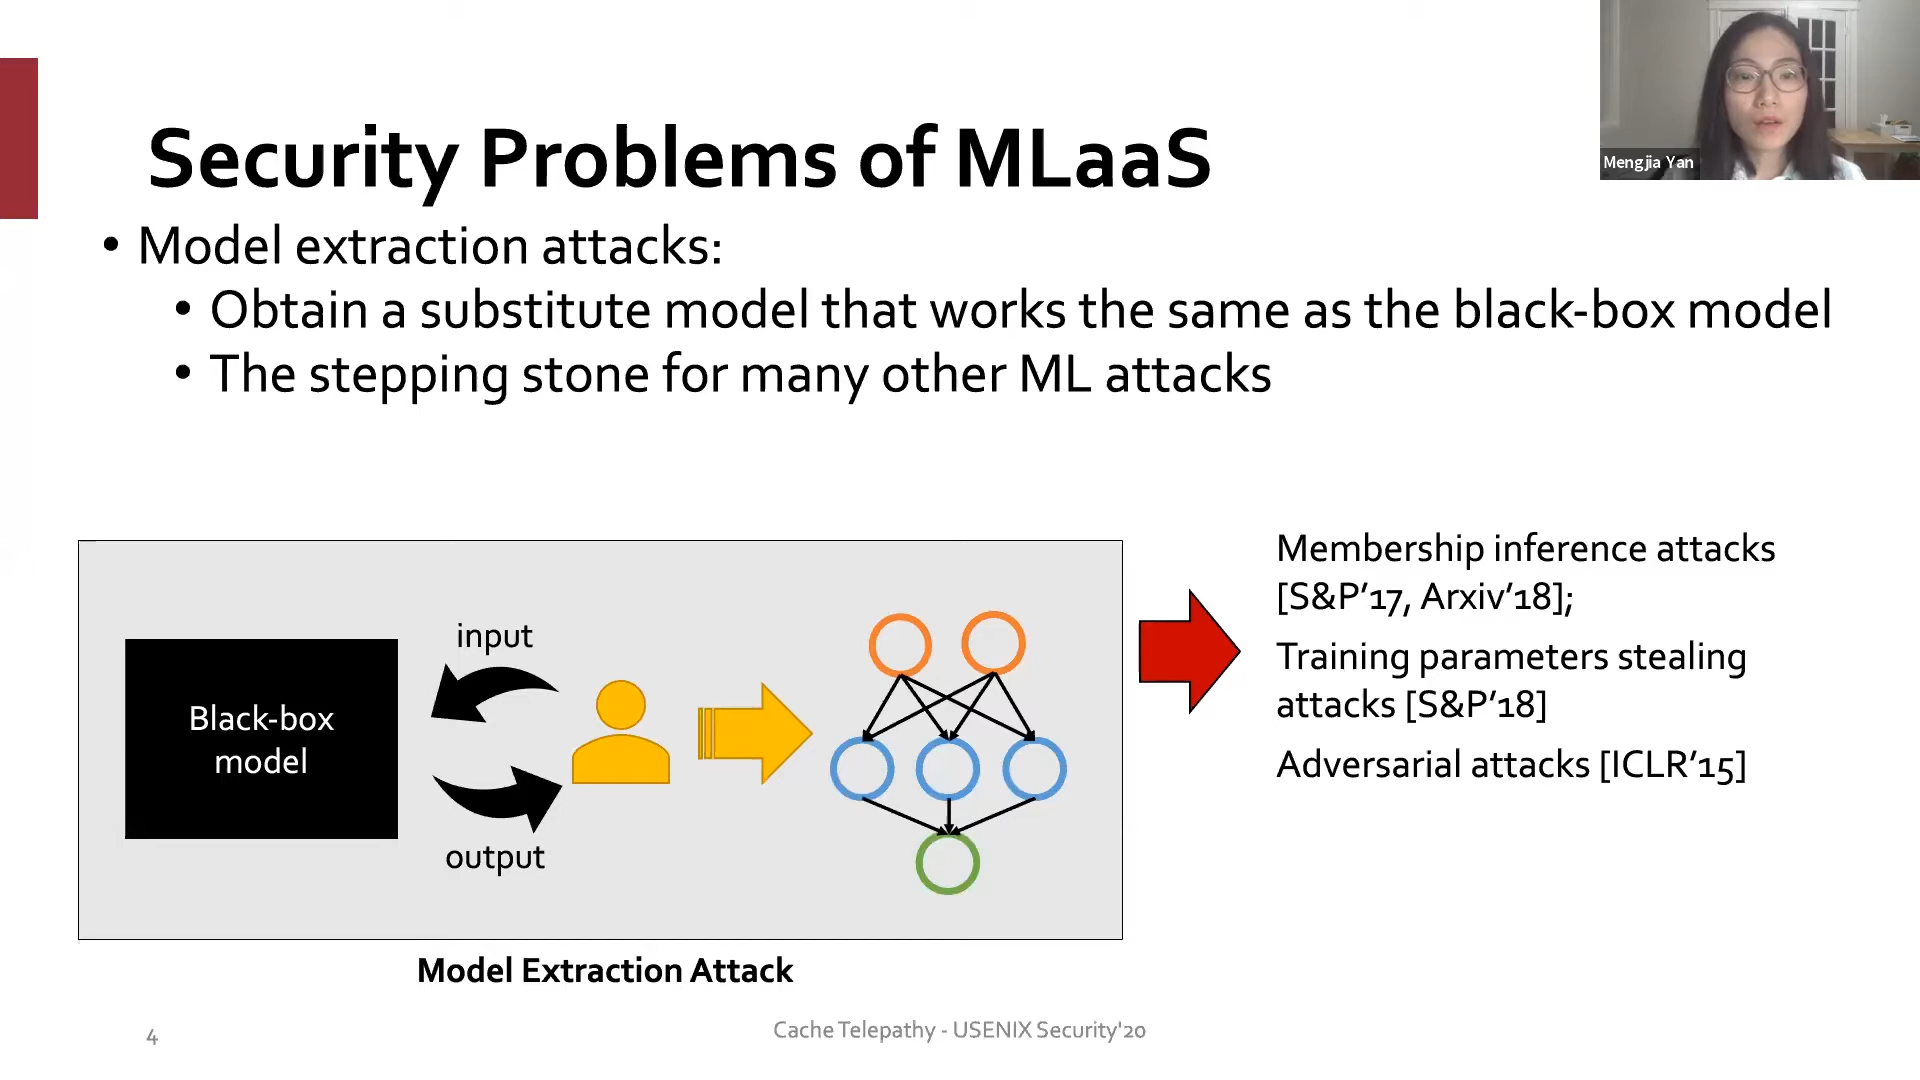 Security Problems of MLaaS
Mengjia Yan
• Model extraction attacks:
• Obtain a substitute model that works the same as the black-box model
• The stepping stone for many other ML attacks
Black-box
model
input
output
Membership inference attacks
[S&P’17, Arxiv’18];
Training parameters stealing
attacks [S&P’18]
Adversarial attacks [ICLR’15]
Model Extraction Attack
4
Cache Telepathy - USENIX Security'20